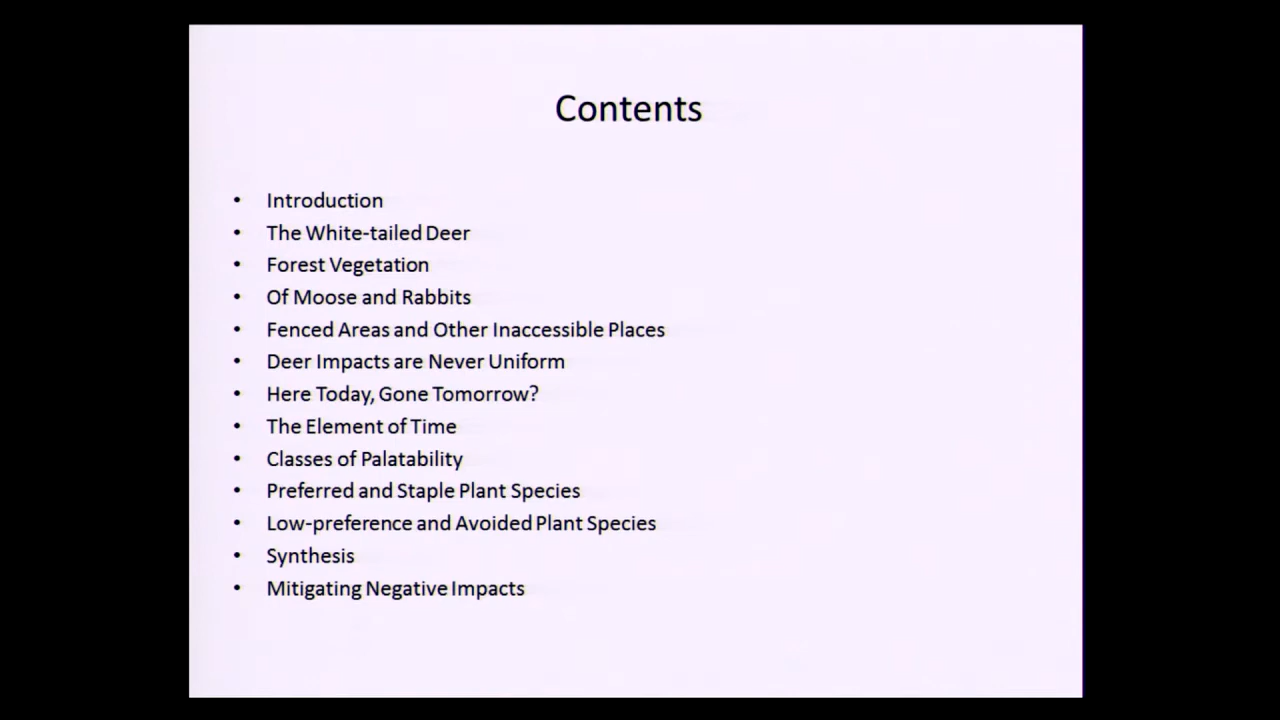 Contents
• Introduction
• The White-tailed Deer
• Forest Vegetation
• Of Moose and Rabbits
• Fenced Areas and Other Inaccessible Places
• Deer Impacts are Never Uniform
• Here Today, Gone Tomorrow?
• The Element of Time
• Classes of Palatability
• Preferred and Staple Plant Species
• Low-preference and Avoided Plant Species
• Synthesis
• Mitigating Negative Impacts